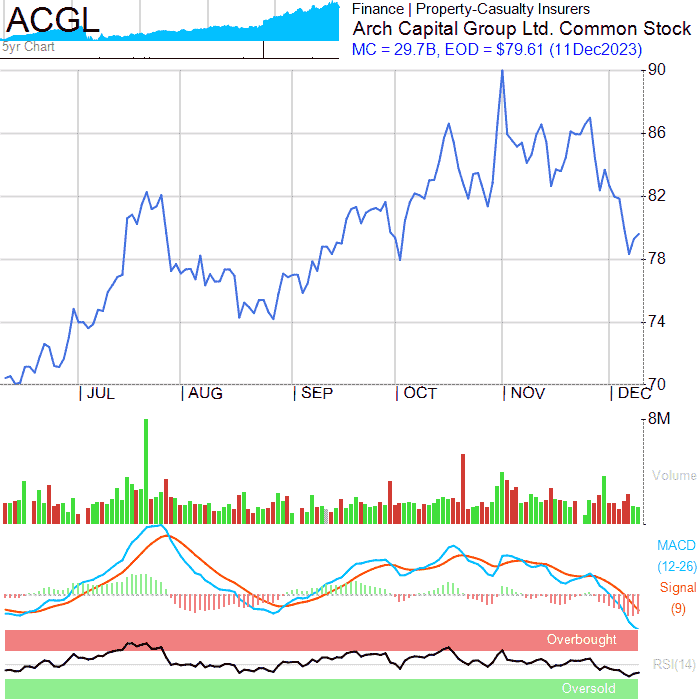 ACGL
5yr Chart
Finance | Property-Casualty Insurers
Arch Capital Group Ltd. Common Stock
MC = 29.7B, EOD = $79.61 (11Dec2023)
90
86
82
78
74
70
JUL AUG SEP OCT NOV DEC
8M
Volume
MACD
(12-26)
Signal
(9)
Overbought
RSI(14)
Oversold